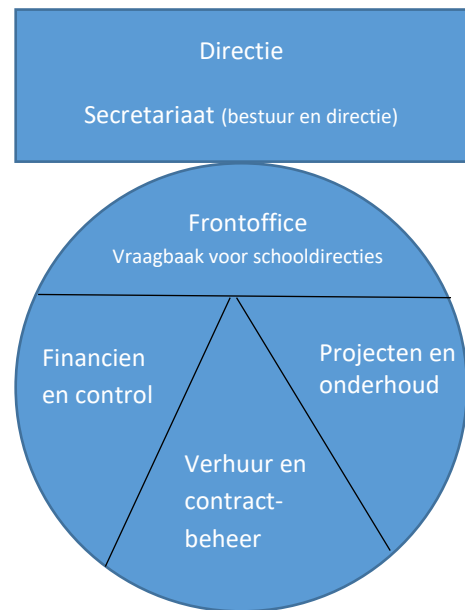 Directie
Secretariaat (bestuur en directie)
Frontoffice
Vraagbaak voor schooldirecties
Financien
en control
Projecten en
onderhoud
Verhuur en
contract-
beheer